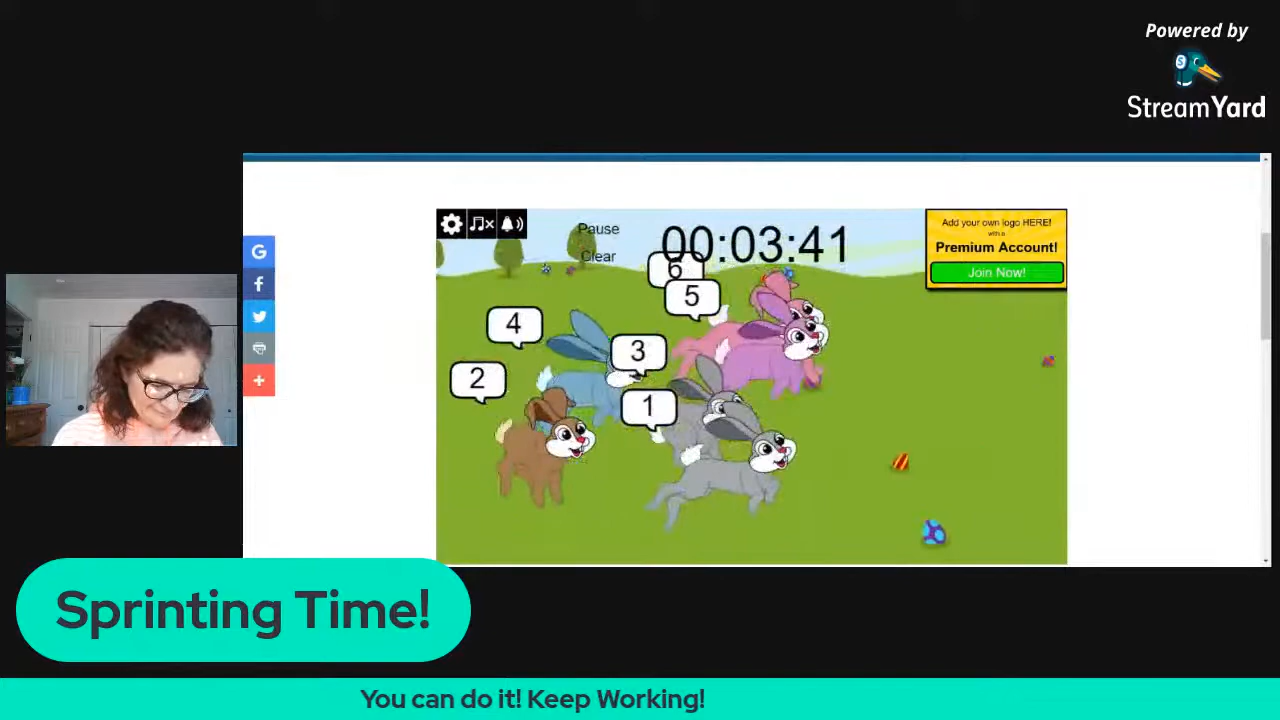 Powered by
StreamYard
Pause
Clear
00:03:41
Add your own logo HERE!
with a
Premium Account!
Join Now!
6
5
4
3
2
1
Sprinting Time!
You can do it! Keep Working!